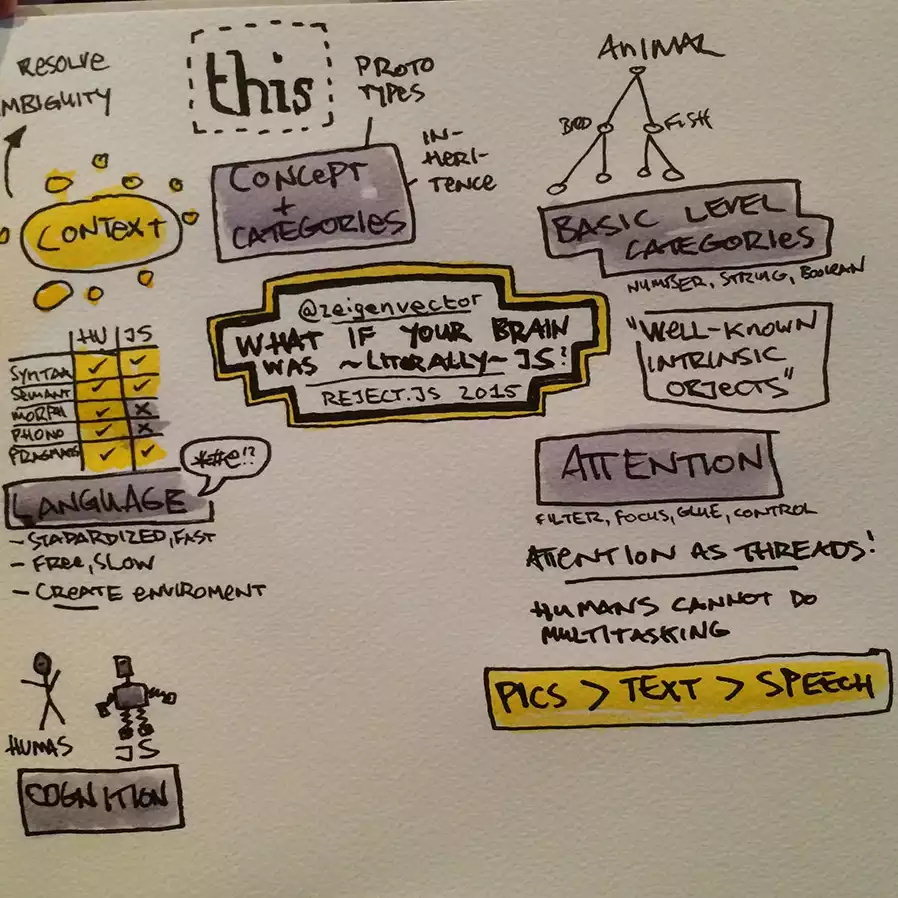 RESOLVE
MBIGUITY
this
PROTO
TYPES
IN-
HERI-
TENCE
CONCEPT
+
CATEGORIES
CONTEXT
ANIMAL
BIRD
FISH
BASIC LEVEL
CATEGORIES
NUMBER, STRING, BOOLEAN
"WELL-KNOWN
INTRINSIC
OBJECTS"
@zeigenvector
WHAT IF YOUR BRAIN
WAS ~LITERALLY~ JS!
REJECT.JS 2015
HU JS
SYNTAX ✓ ✓
SEMANT ✓ ✓
MORPH ✓ X
PHONO ✓ X
PRAGMATS ✓ ✓
*#@!?
LANGUAGE
- STAPARDIZED, FAST
- FREE, SLOW
- CREATE ENVIROMENT
ATTENTION
FILTER, FOCUS, GLUE, CONTROL
ATTENTION AS THREADS!
HUMANS CANNOT DO
MULTITASKING
PICS > TEXT > SPEECH
HUMAS
JS
COGNITION